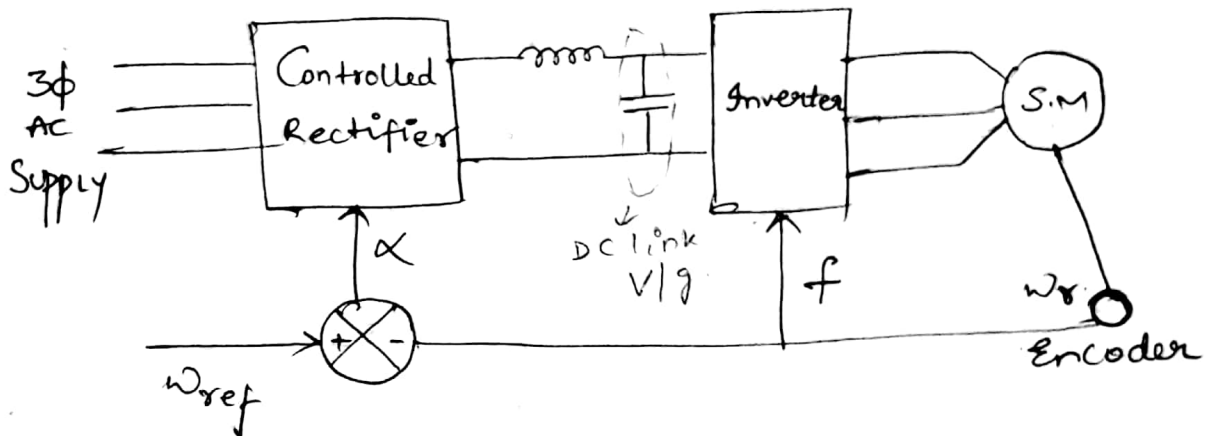 3ϕ
AC
Supply
Controlled
Rectifier
Inverter
S.M
DC link
V/g
α
f
ωr
Encoder
+
-
ωref